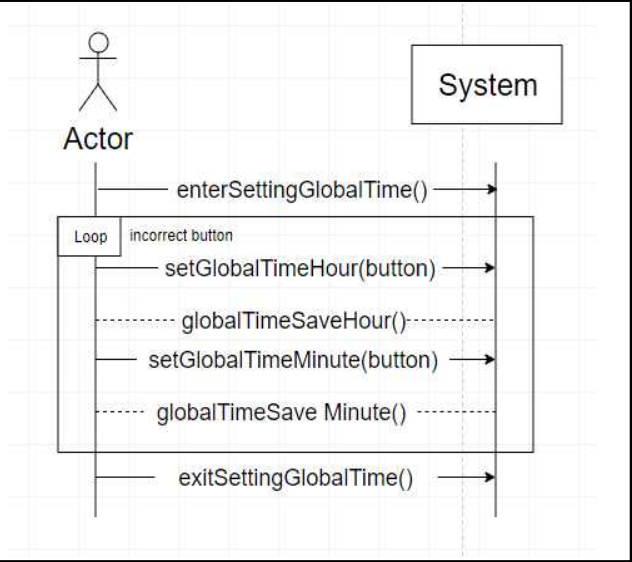 System
Actor
enterSettingGlobalTime()
Loop incorrect button
setGlobalTimeHour(button)
globalTimeSaveHour()
setGlobalTimeMinute(button)
globalTimeSave Minute()
exitSettingGlobalTime()